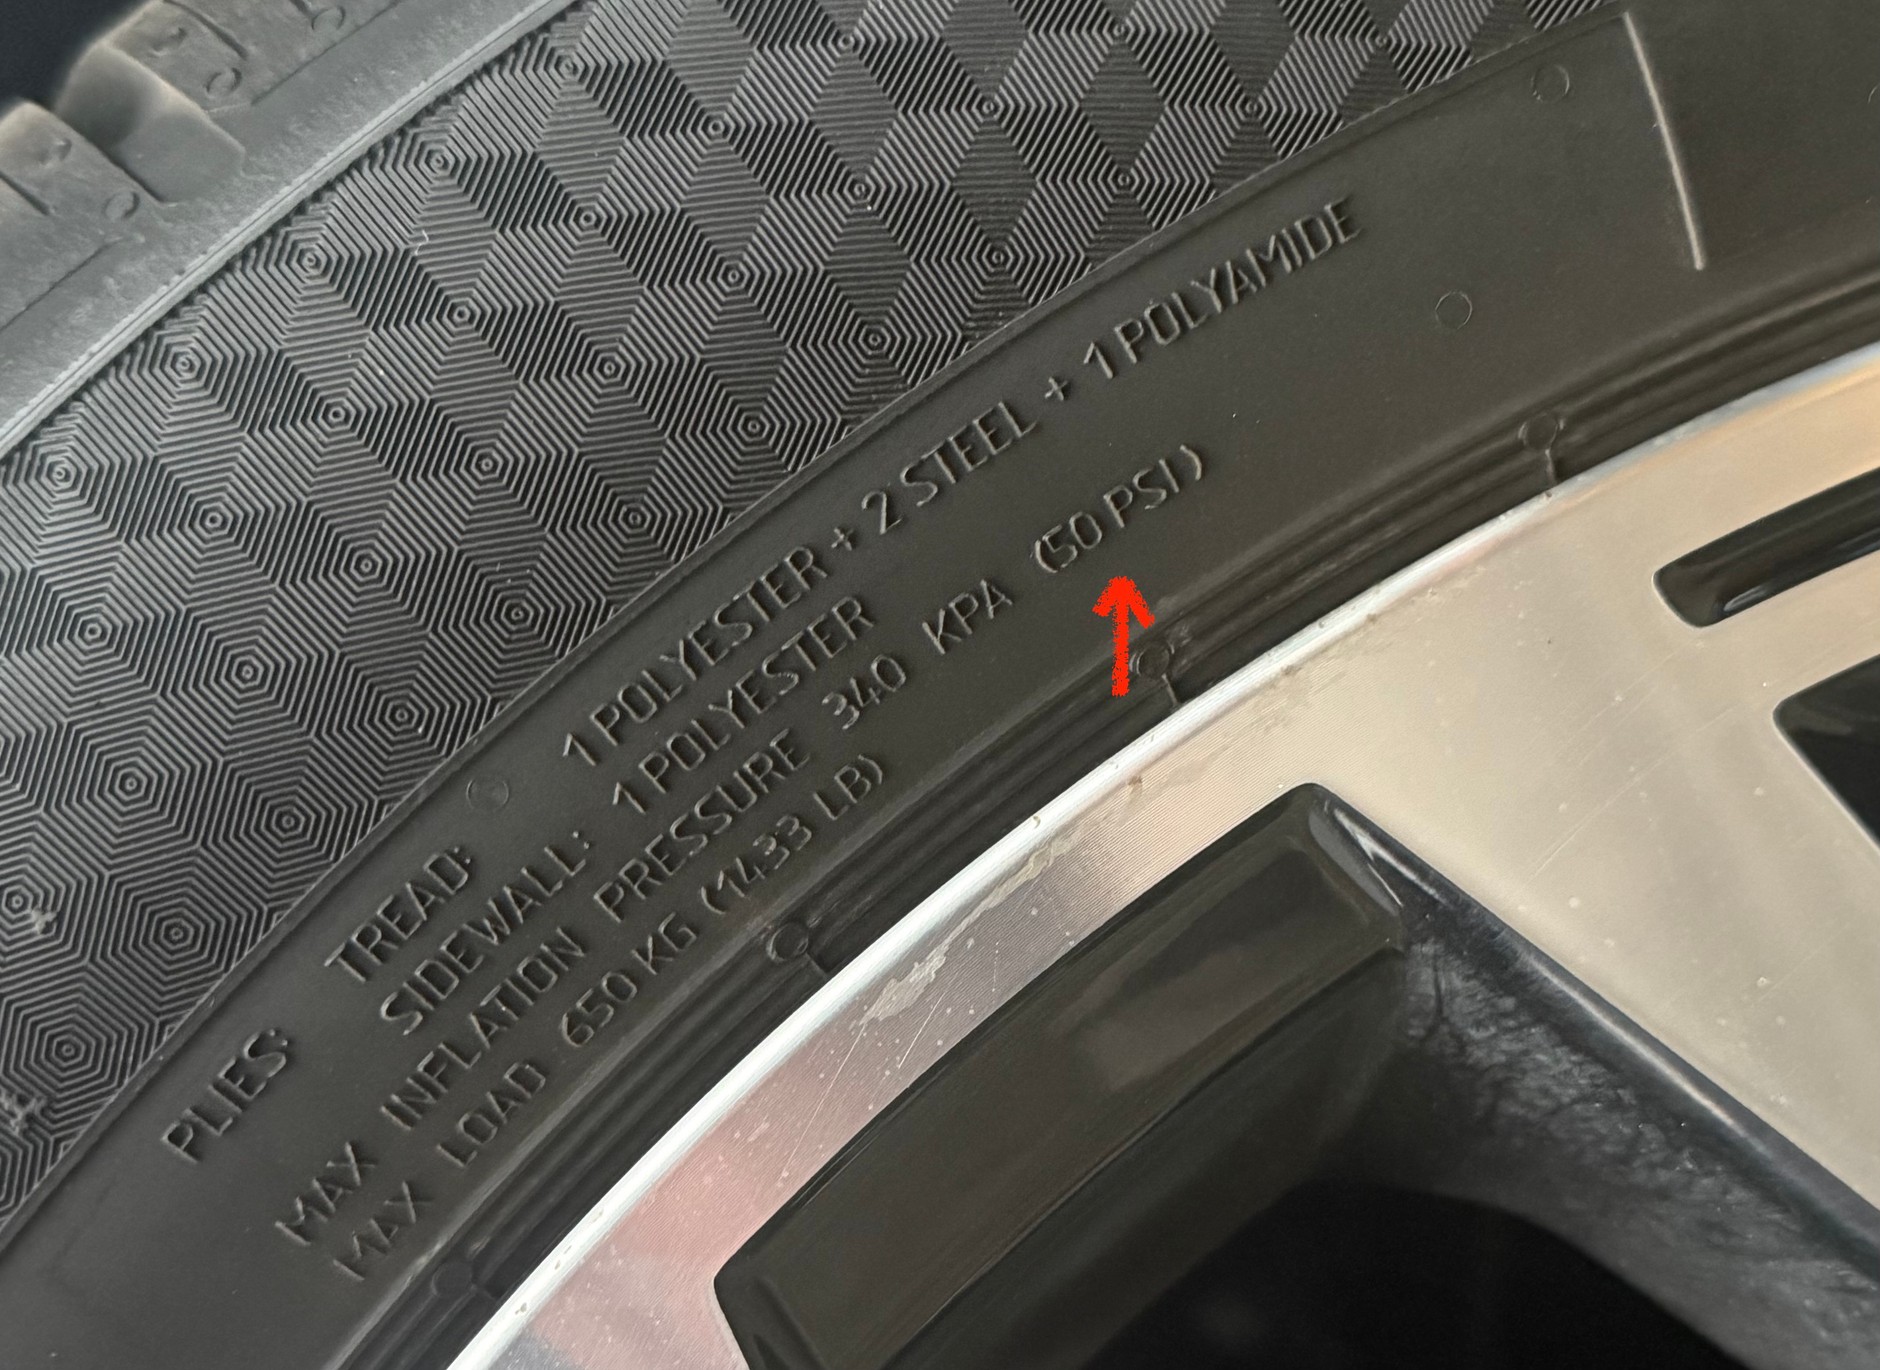 PLIES: TREAD: 1 POLYESTER + 2 STEEL + 1 POLYAMIDE
SIDEWALL: 1 POLYESTER
MAX INFLATION PRESSURE 340 KPA (50 PSI)
MAX LOAD 650 KG (1433 LB)